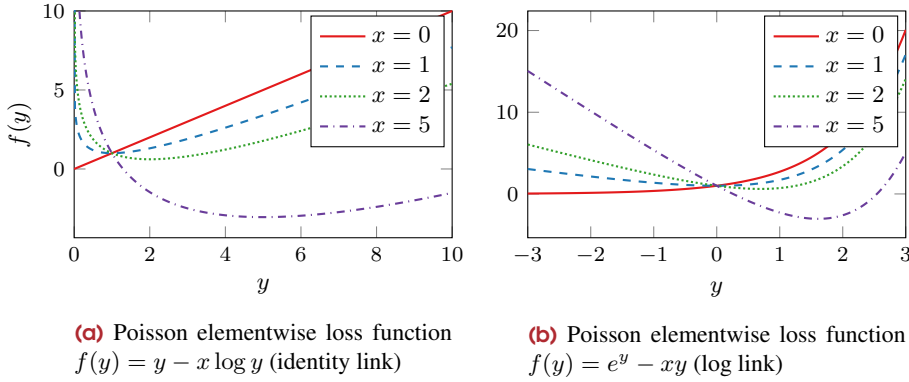 10
5
0
f(y)
0
2
4
6
8
10
y
x = 0
x = 1
x = 2
x = 5
(a) Poisson elementwise loss function
f(y) = y − x log y (identity link)
20
10
0
−3
−2
−1
0
1
2
3
y
x = 0
x = 1
x = 2
x = 5
(b) Poisson elementwise loss function
f(y) = e^y − xy (log link)